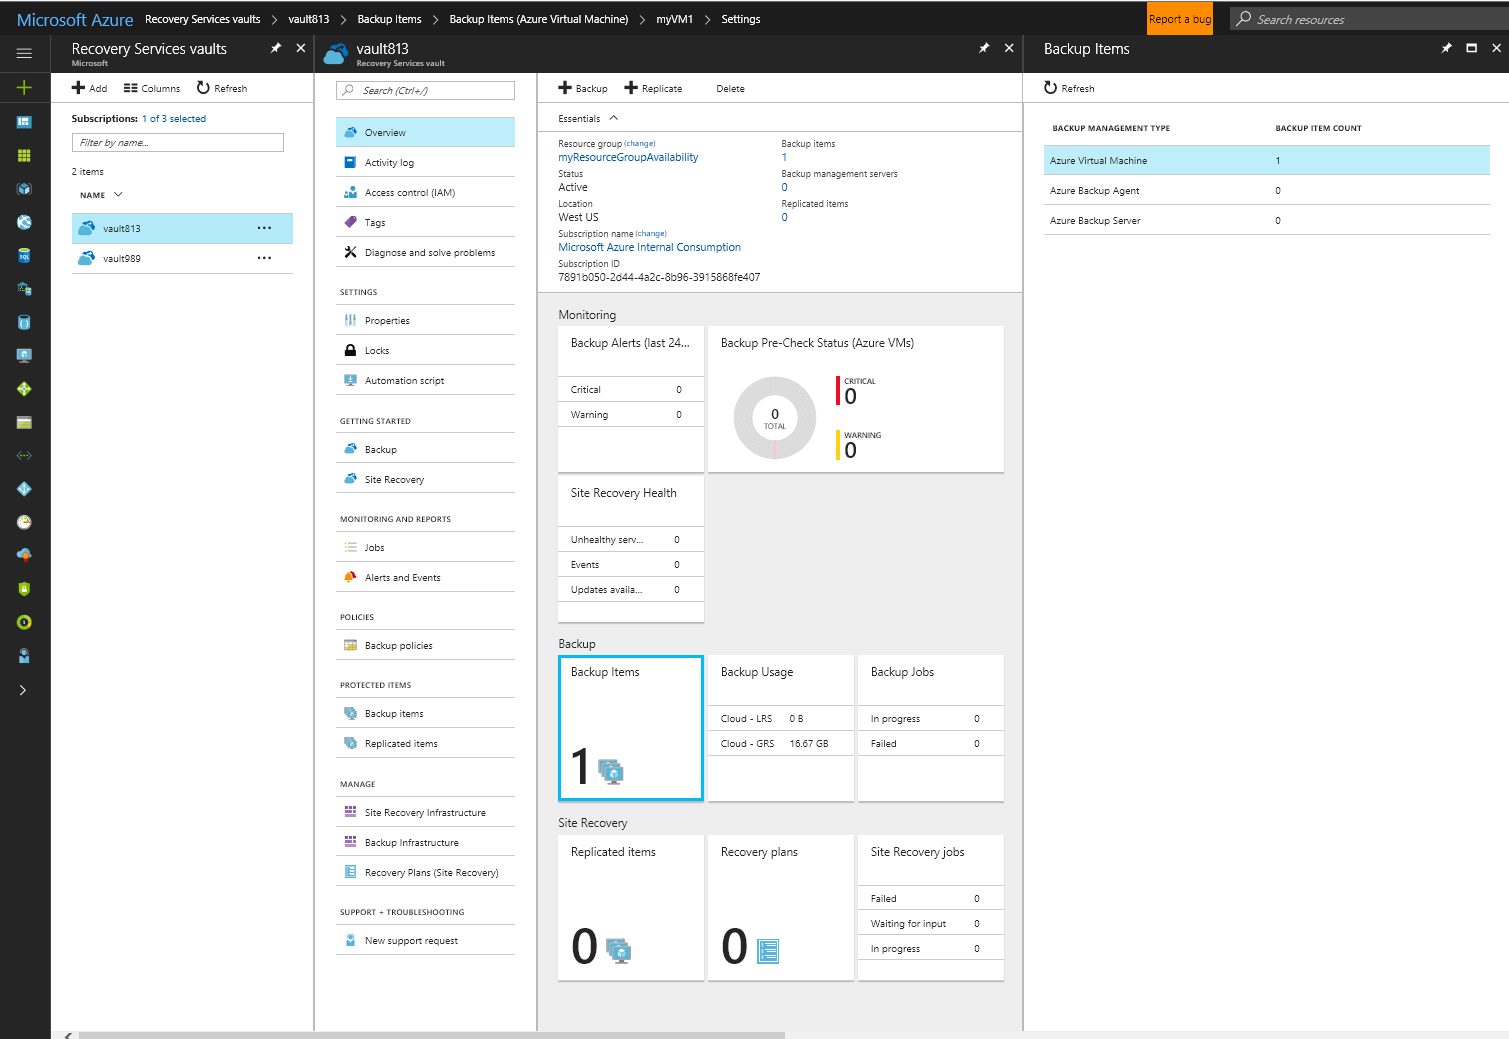 Microsoft Azure Recovery Services vaults > vault813 > Backup Items > Backup Items (Azure Virtual Machine) > myVM1 > Settings
Report a bug
Search resources
Recovery Services vaults
Microsoft
Add Columns Refresh
Subscriptions: 1 of 3 selected
Filter by name...
2 items
NAME
vault813 ...
vault989 ...
vault813
Recovery Services vault
Search (Ctrl+/)
Overview
Activity log
Access control (IAM)
Tags
Diagnose and solve problems
SETTINGS
Properties
Locks
Automation script
GETTING STARTED
Backup
Site Recovery
MONITORING AND REPORTS
Jobs
Alerts and Events
POLICIES
Backup policies
PROTECTED ITEMS
Backup items
Replicated items
MANAGE
Site Recovery Infrastructure
Backup Infrastructure
Recovery Plans (Site Recovery)
SUPPORT + TROUBLESHOOTING
New support request
Backup Replicate Delete
Essentials
Resource group (change)
myResourceGroupAvailability
Status
Active
Location
West US
Subscription name (change)
Microsoft Azure Internal Consumption
Subscription ID
7891b050-2d44-4a2c-8b96-3915868fe407
Backup items
1
Backup management servers
0
Replicated items
0
Monitoring
Backup Alerts (last 24...
Critical 0
Warning 0
Backup Pre-Check Status (Azure VMs)
0
TOTAL
CRITICAL
0
WARNING
0
Site Recovery Health
Unhealthy serv... 0
Events 0
Updates availa... 0
Backup
Backup Items
1
Backup Usage
Cloud - LRS 0 B
Cloud - GRS 16.67 GB
Backup Jobs
In progress 0
Failed 0
Site Recovery
Replicated items
0
Recovery plans
0
Site Recovery jobs
Failed 0
Waiting for input 0
In progress 0
Backup Items
Refresh
BACKUP MANAGEMENT TYPE BACKUP ITEM COUNT
Azure Virtual Machine 1
Azure Backup Agent 0
Azure Backup Server 0